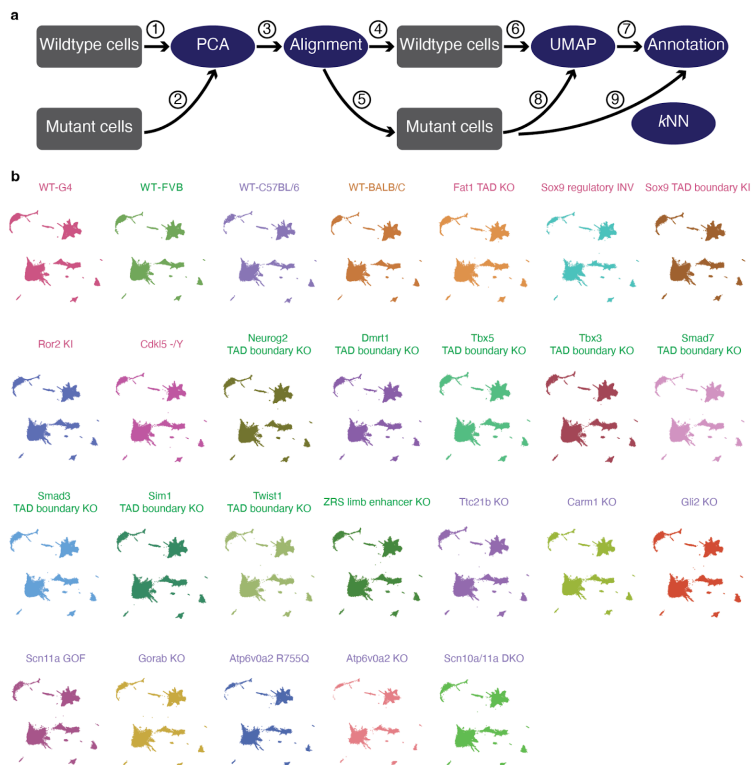 a
① ③ ④ ⑥ ⑦
Wildtype cells PCA Alignment Wildtype cells UMAP Annotation
② ⑤ ⑧ ⑨
Mutant cells Mutant cells kNN
b
WT-G4 WT-FVB WT-C57BL/6 WT-BALB/C Fat1 TAD KO Sox9 regulatory INV Sox9 TAD boundary KI
Ror2 KI Cdkl5 -/Y Neurog2 Dmrt1 Tbx5 Tbx3 Smad7
TAD boundary KO TAD boundary KO TAD boundary KO TAD boundary KO TAD boundary KO
Smad3 Sim1 Twist1 ZRS limb enhancer KO Ttc21b KO Carm1 KO Gli2 KO
TAD boundary KO TAD boundary KO TAD boundary KO
Scn11a GOF Gorab KO Atp6v0a2 R755Q Atp6v0a2 KO Scn10a/11a DKO